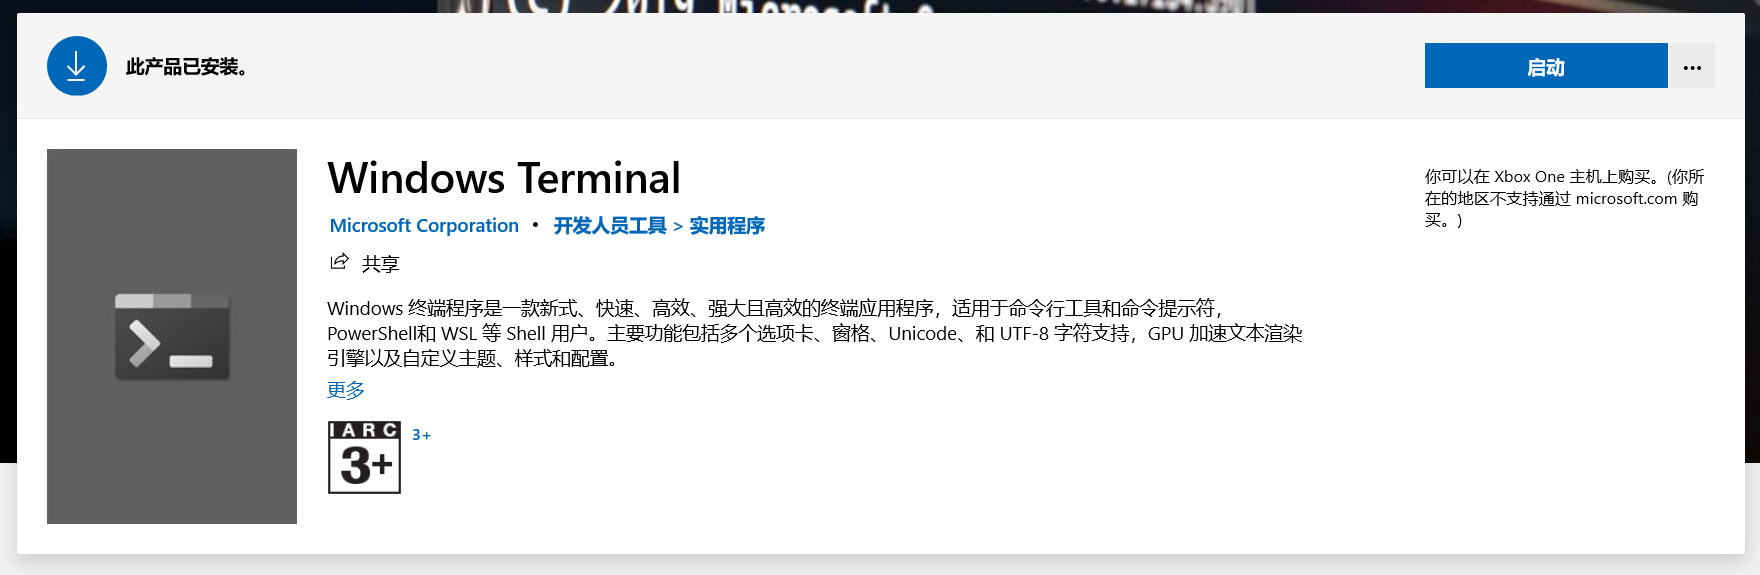 (C) 2019 Microsoft C
此产品已安装。
启动
Windows Terminal
Microsoft Corporation • 开发人员工具 > 实用程序
共享
Windows 终端程序是一款新式、快速、高效、强大且高效的终端应用程序，适用于命令行工具和命令提示符，
PowerShell和 WSL 等 Shell 用户。主要功能包括多个选项卡、窗格、Unicode、和 UTF-8 字符支持，GPU 加速文本渲染
引擎以及自定义主题、样式和配置。
更多
IARC
3+
3+
你可以在 Xbox One 主机上购买。(你所
在的地区不支持通过 microsoft.com 购
买。)